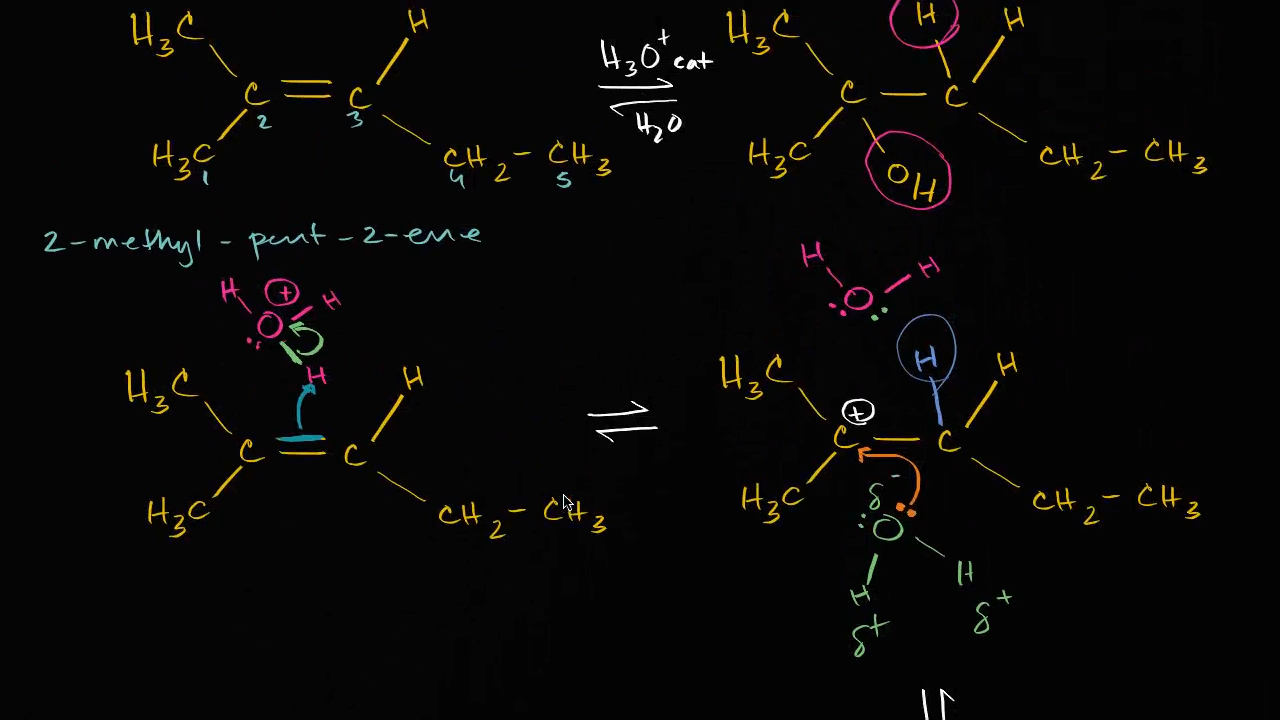 H₃C H H₃O⁺ cat H₃C H H
C C C C
2 3 H₂O
H₃C CH₂ – CH₃ H₃C OH CH₂ – CH₃
1 4 5
2-methyl-pent-2-ene
H + H H O H
O
H
H₃C H H₃C + H H
C C C C
H₃C CH₂ – CH₃ H₃C δ⁻ CH₂ – CH₃
O
H H
δ⁺ δ⁺